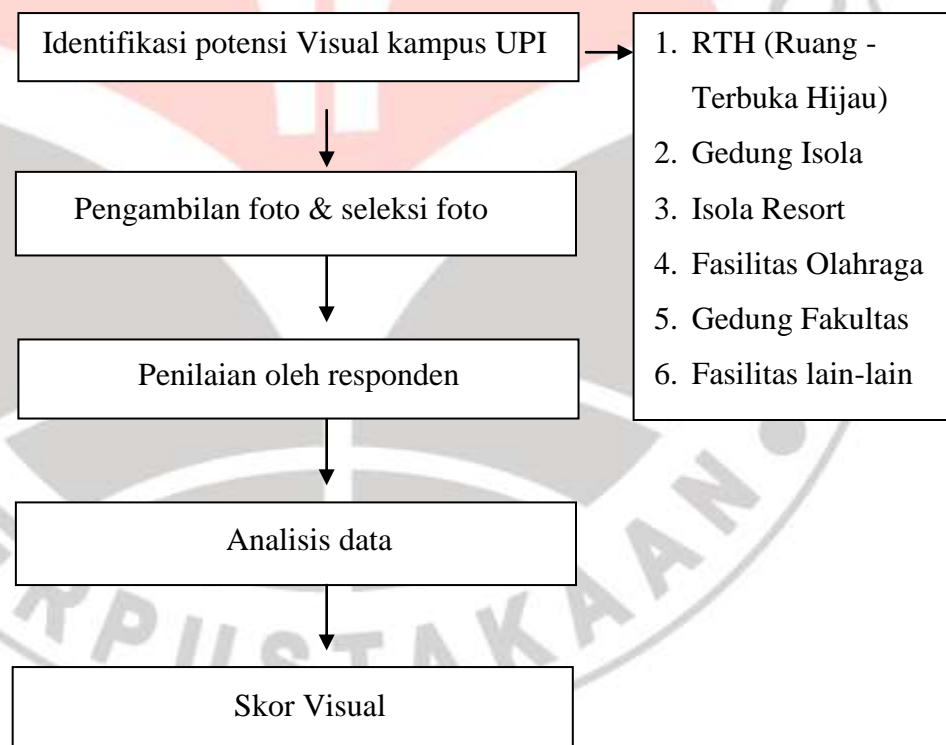 Identifikasi potensi Visual kampus UPI
1. RTH (Ruang -
Terbuka Hijau)
2. Gedung Isola
3. Isola Resort
4. Fasilitas Olahraga
5. Gedung Fakultas
6. Fasilitas lain-lain
Pengambilan foto & seleksi foto
Penilaian oleh responden
Analisis data
Skor Visual
RPUSTAKAAN